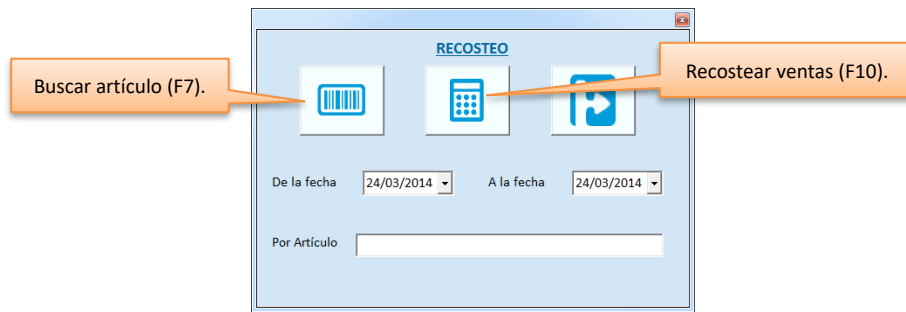 RECOSTEO
Buscar artículo (F7).
Recostear ventas (F10).
De la fecha 24/03/2014 A la fecha 24/03/2014
Por Artículo